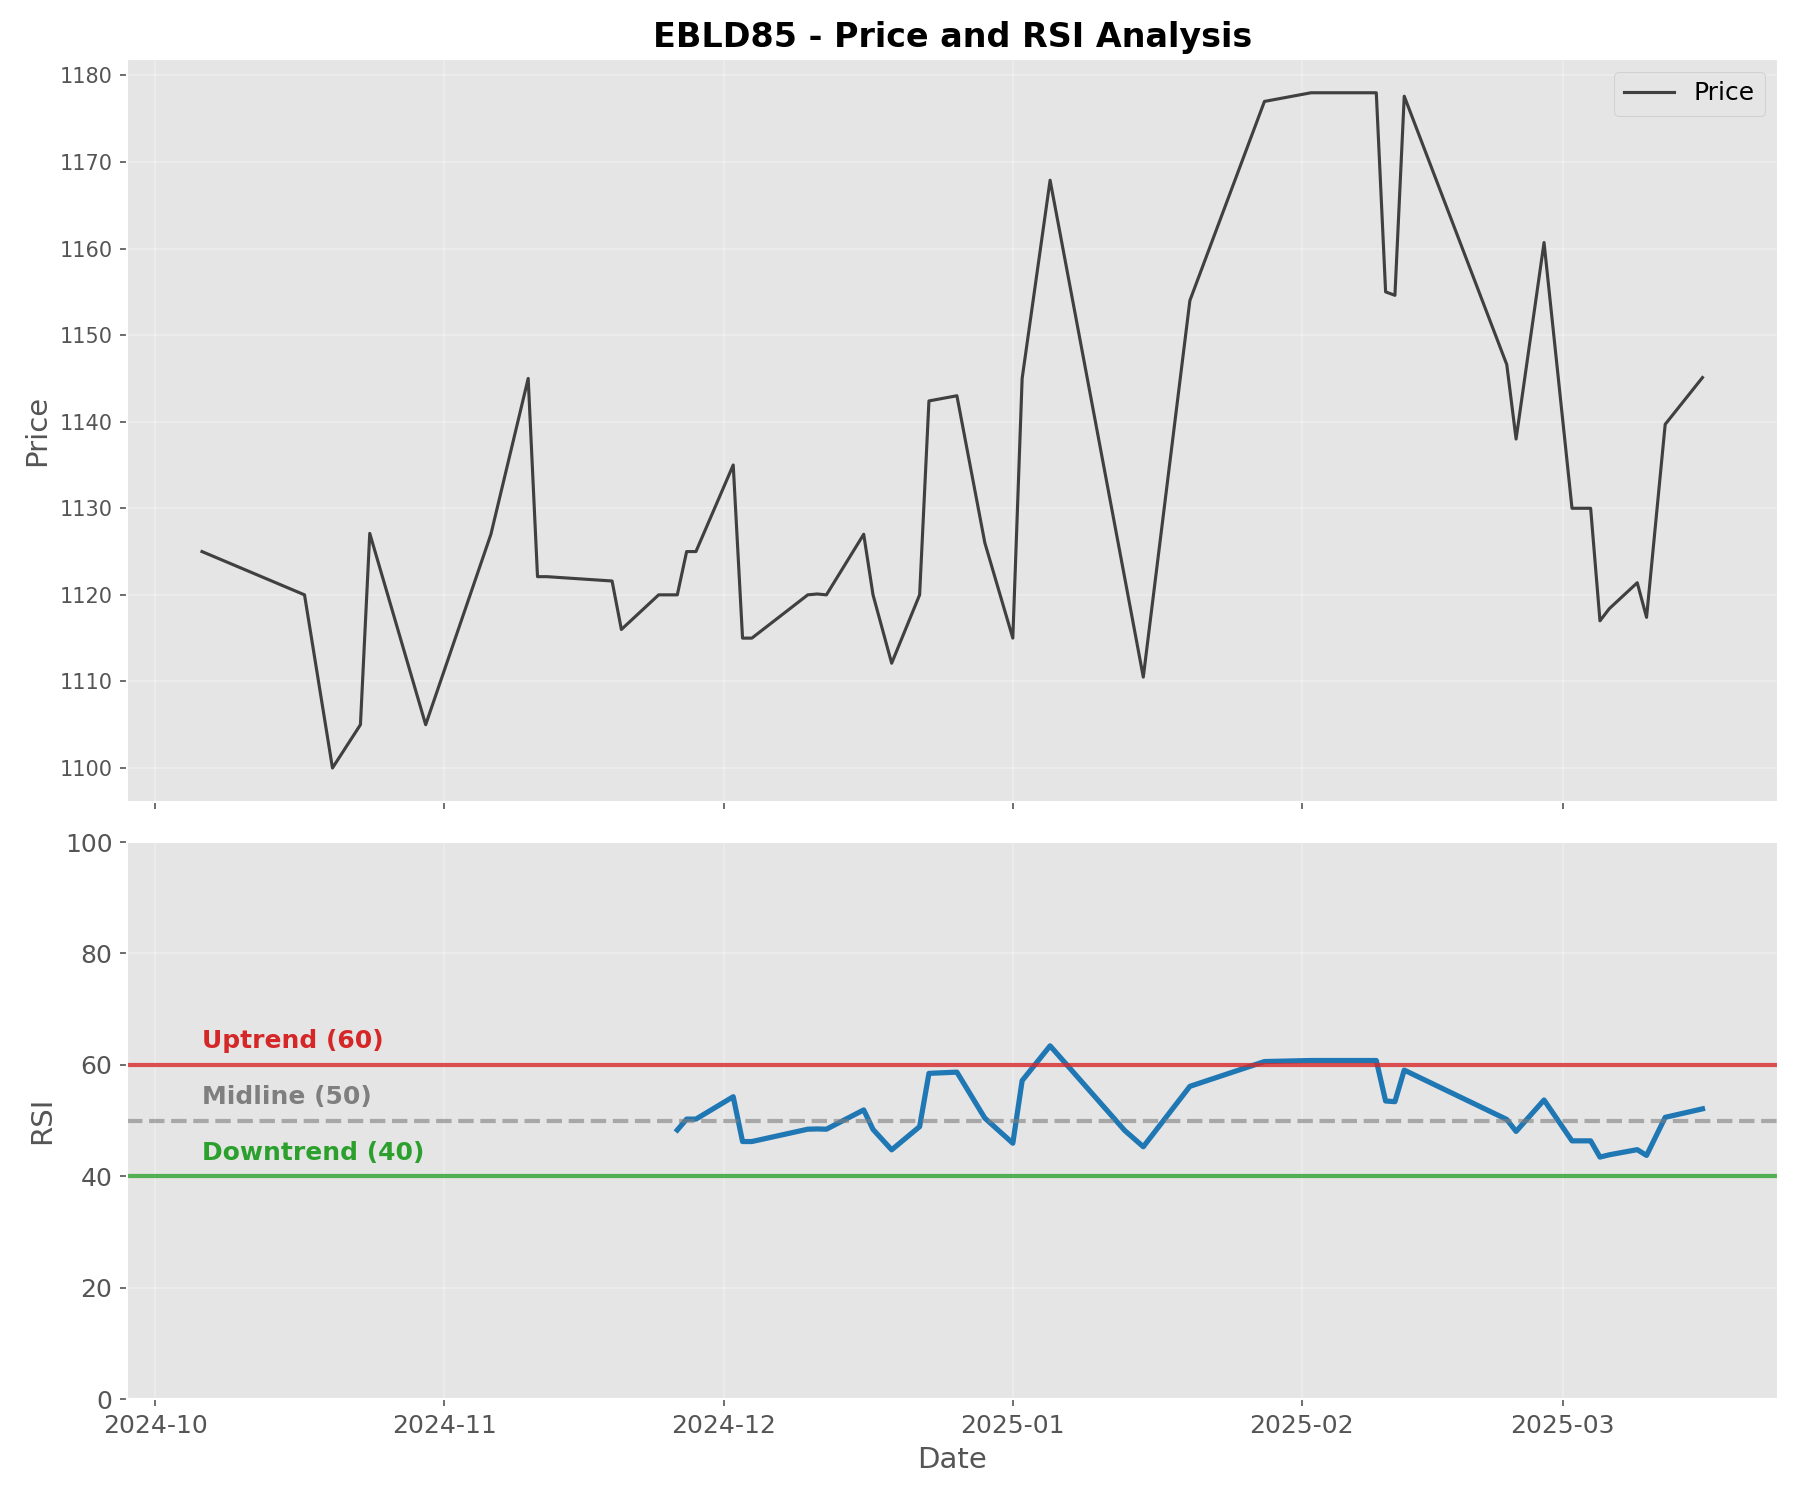 EBLD85 - Price and RSI Analysis
Price
1180
1170
1160
1150
1140
1130
1120
1110
1100
Price
100
80
60
40
20
0
RSI
Uptrend (60)
Midline (50)
Downtrend (40)
2024-10 2024-11 2024-12 2025-01 2025-02 2025-03
Date